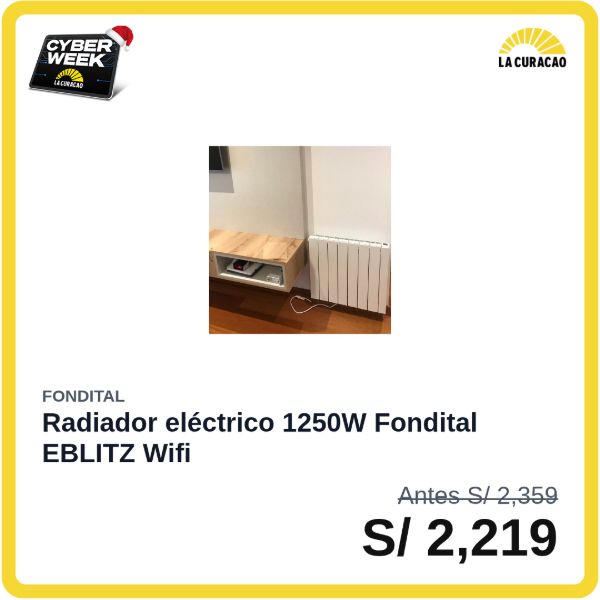 CYBER
WEEK
LA CURACAO
LA CURACAO
FONDITAL
Radiador eléctrico 1250W Fondital
EBLITZ Wifi
Antes S/ 2,359
S/ 2,219